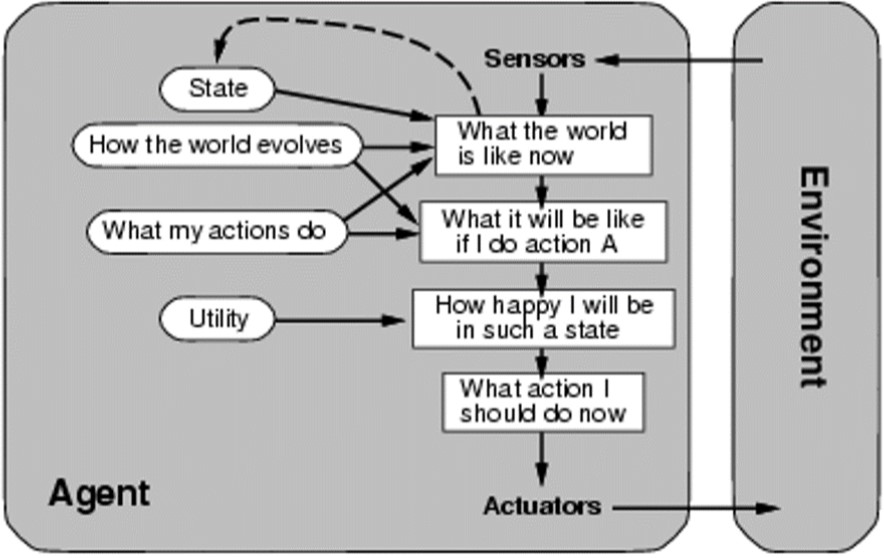 Sensors
State
What the world
is like now
How the world evolves
What my actions do
What it will be like
if I do action A
Utility
How happy I will be
in such a state
What action I
should do now
Agent
Actuators
Environment